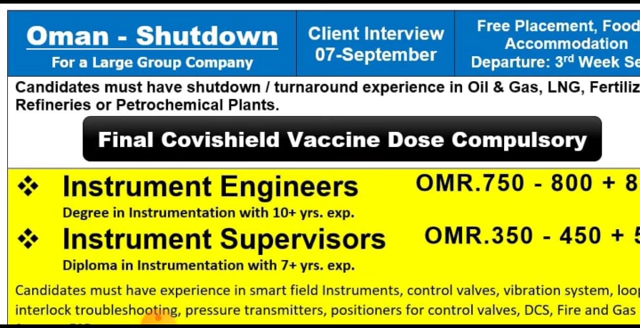 Oman - Shutdown
For a Large Group Company
Client Interview
07-September
Free Placement, Food
Accommodation
Departure: 3rd Week Se
Candidates must have shutdown / turnaround experience in Oil & Gas, LNG, Fertiliz
Refineries or Petrochemical Plants.
Final Covishield Vaccine Dose Compulsory
❖ Instrument Engineers OMR.750 - 800 + 8
Degree in Instrumentation with 10+ yrs. exp.
❖ Instrument Supervisors OMR.350 - 450 + 5
Diploma in Instrumentation with 7+ yrs. exp.
Candidates must have experience in smart field Instruments, control valves, vibration system, loop
interlock troubleshooting, pressure transmitters, positioners for control valves, DCS, Fire and Gas